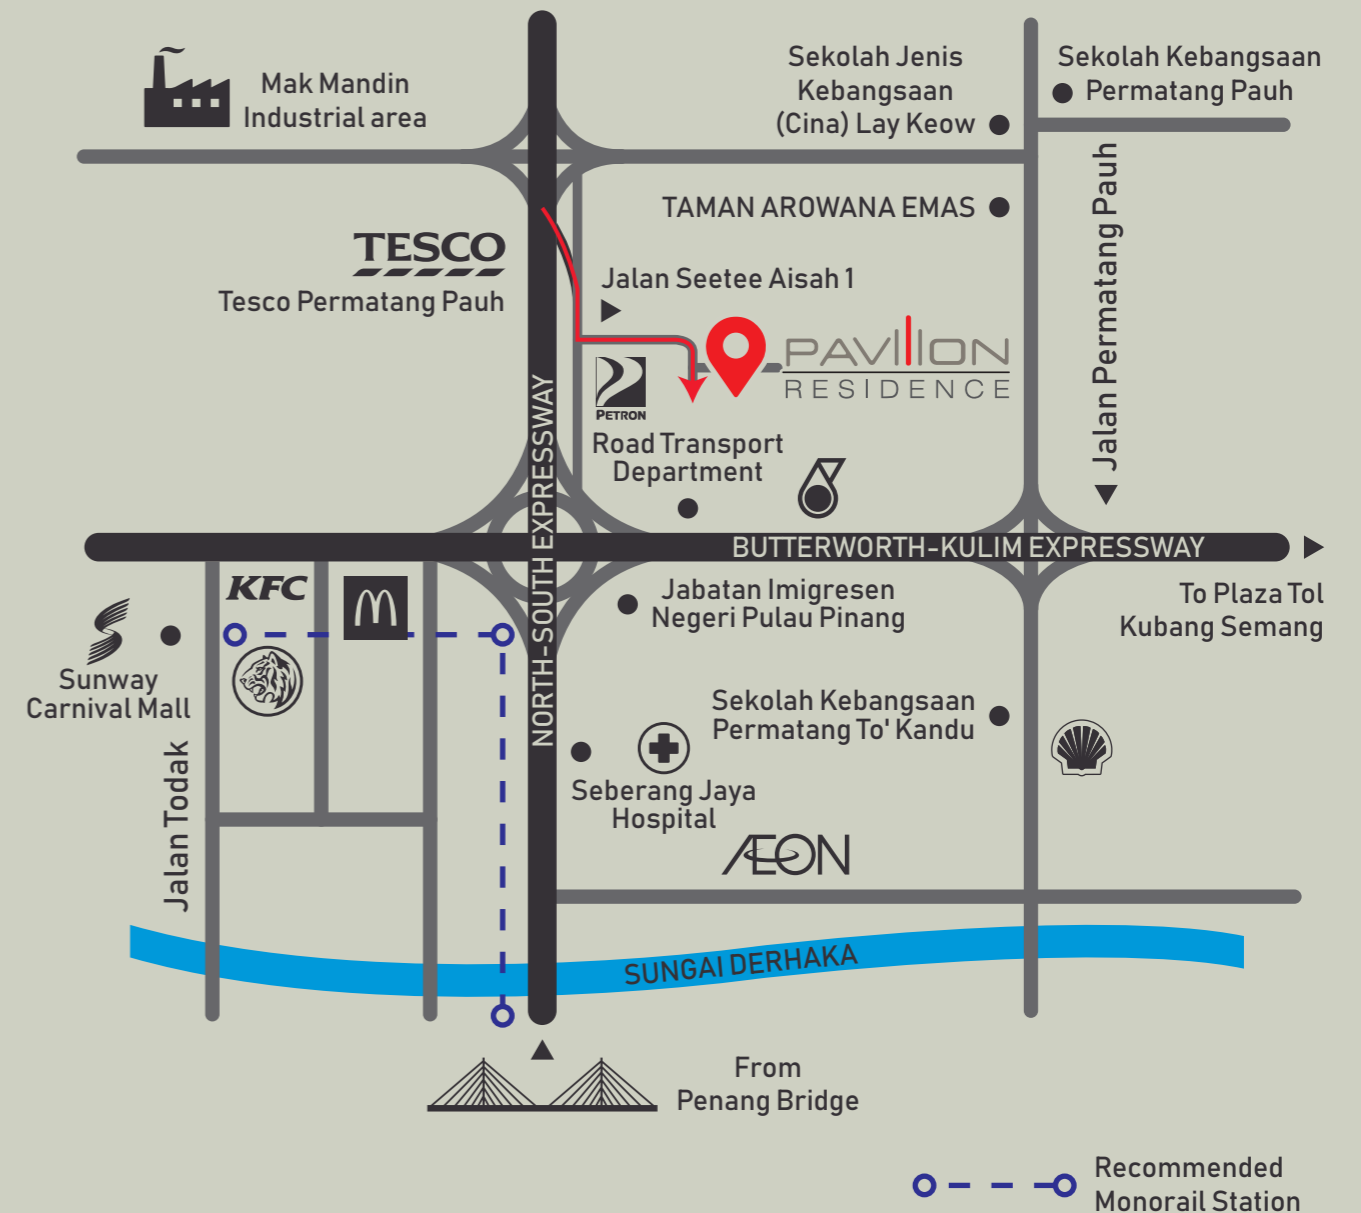 Mak Mandin
Industrial area
Sekolah Jenis
Kebangsaan
(Cina) Lay Keow
Sekolah Kebangsaan
Permatang Pauh
TAMAN AROWANA EMAS
Jalan Permatang Pauh
TESCO
Tesco Permatang Pauh
Jalan Seetee Aisah 1
PAVIlION
RESIDENCE
PETRON
NORTH-SOUTH EXPRESSWAY
Road Transport
Department
BUTTERWORTH-KULIM EXPRESSWAY
To Plaza Tol
Kubang Semang
KFC
Jabatan Imigresen
Negeri Pulau Pinang
Sunway
Carnival Mall
Jalan Todak
Sekolah Kebangsaan
Permatang To' Kandu
Seberang Jaya
Hospital
ÆON
SUNGAI DERHAKA
From
Penang Bridge
Recommended
Monorail Station